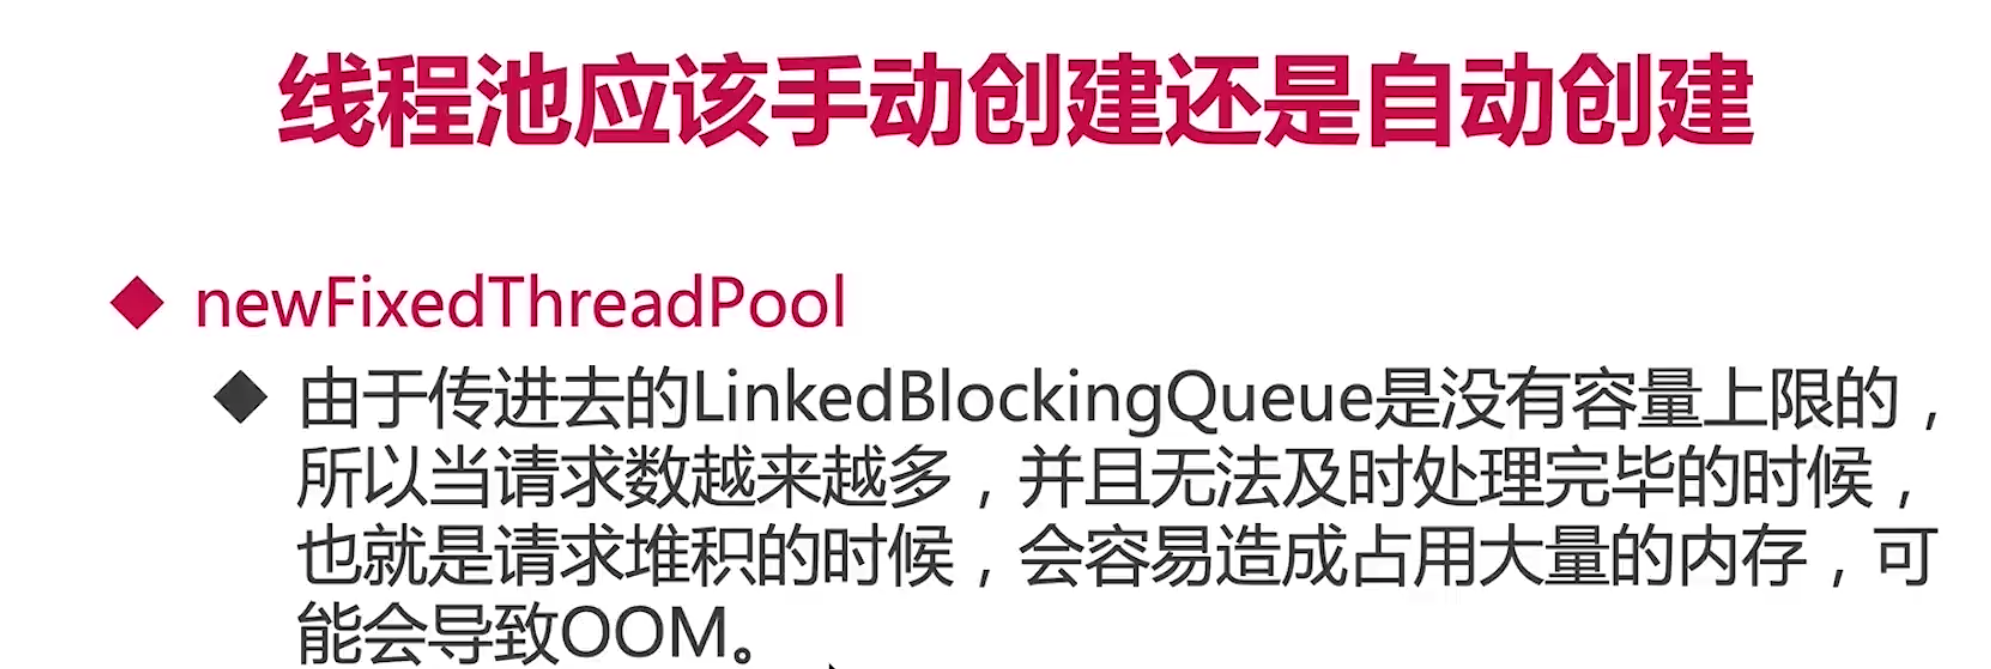 线程池应该手动创建还是自动创建
newFixedThreadPool
由于传进去的LinkedBlockingQueue是没有容量上限的，
所以当请求数越来越多，并且无法及时处理完毕的时候，
也就是请求堆积的时候，会容易造成占用大量的内存，可
能会导致OOM。